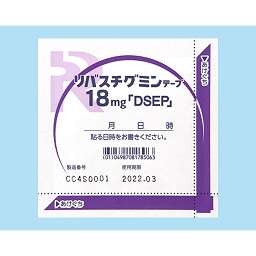 リバスチグミンテープ
18mg「DSEP」
月 日 時
貼る日時をお書きください。
(01)04987081785063
製造番号 使用期限
CC4S0001 2022.03
あけくち
あけくち